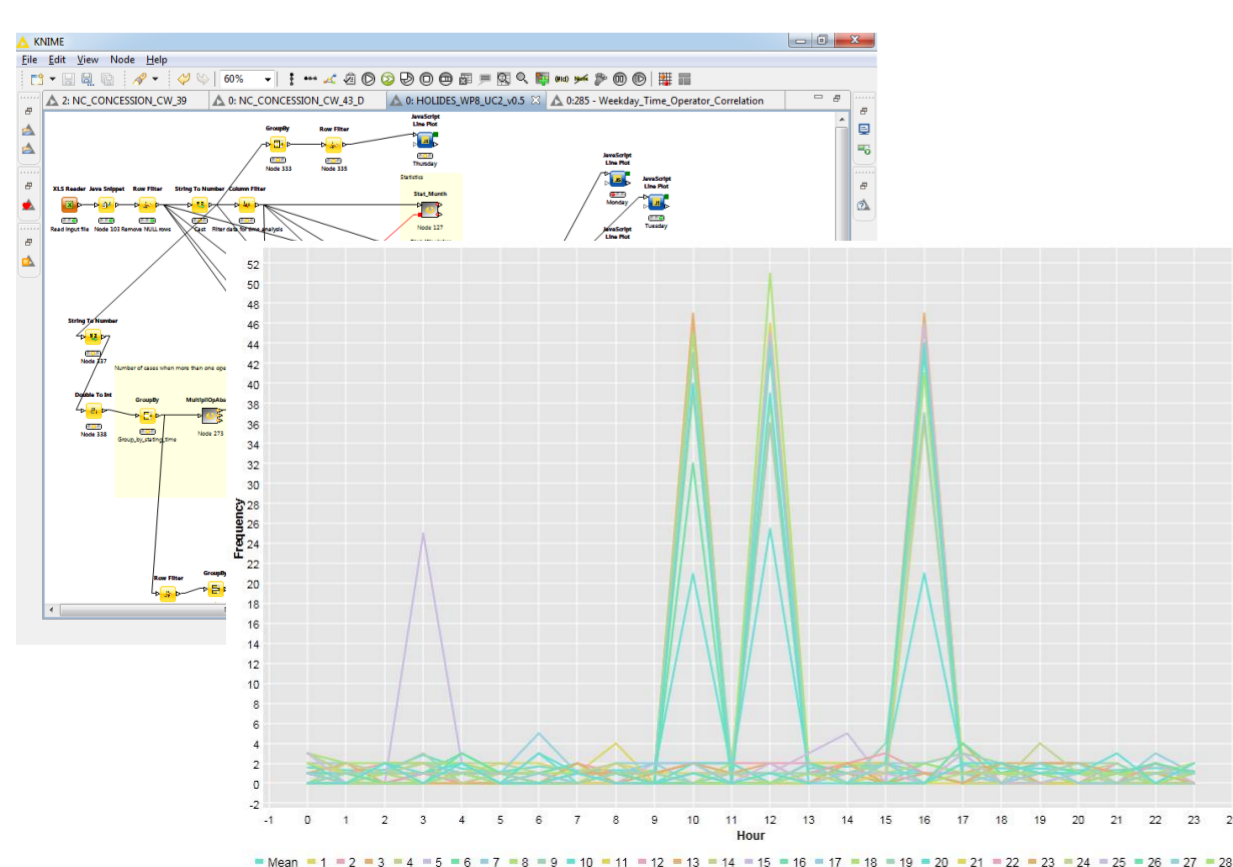 KNIME
File Edit View Node Help
60%
2: NC_CONCESSION_CW_39 0: NC_CONCESSION_CW_43_D 0: HOLIDES_WP8_UC2_v0.5 0:285 - Weekday_Time_Operator_Correlation
JavaScript
Line Plot
GroupBy Row Filter
Node 333 Node 335 Thursday
Statistics
JavaScript
Line Plot
Monday
JavaScript
Line Plot
Tuesday
JavaScript
Line Plot
XLS Reader Java Snippet Row Filter String To Number Column Filter
Stat_Month
Read input file Node 103 Remove NULL rows Cast Filter data for time analysis
Node 127
String To Number
Node 337
Number of cases when more than one ope
Double To Int GroupBy MultiplOpAbs
Node 338 Group_by_starting_time Node 273
Row Filter GroupBy
52
50
48
46
44
42
40
38
36
34
32
30
28
26
24
22
20
18
16
14
12
10
8
6
4
2
0
-2
Frequency
-1 0 1 2 3 4 5 6 7 8 9 10 11 12 13 14 15 16 17 18 19 20 21 22 23 2
Hour
Mean 1 2 3 4 5 6 7 8 9 10 11 12 13 14 15 16 17 18 19 20 21 22 23 24 25 26 27 28